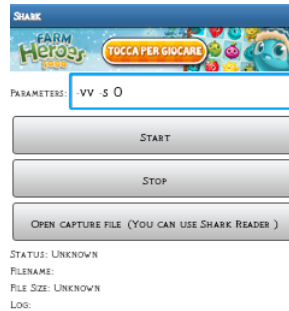 Shark
FARM
Heroes
SAGA
TOCCA PER GIOCARE
Parameters: -vv -s 0
Start
Stop
Open capture file (You can use Shark Reader )
Status: Unknown
Filename:
File Size: Unknown
Log: